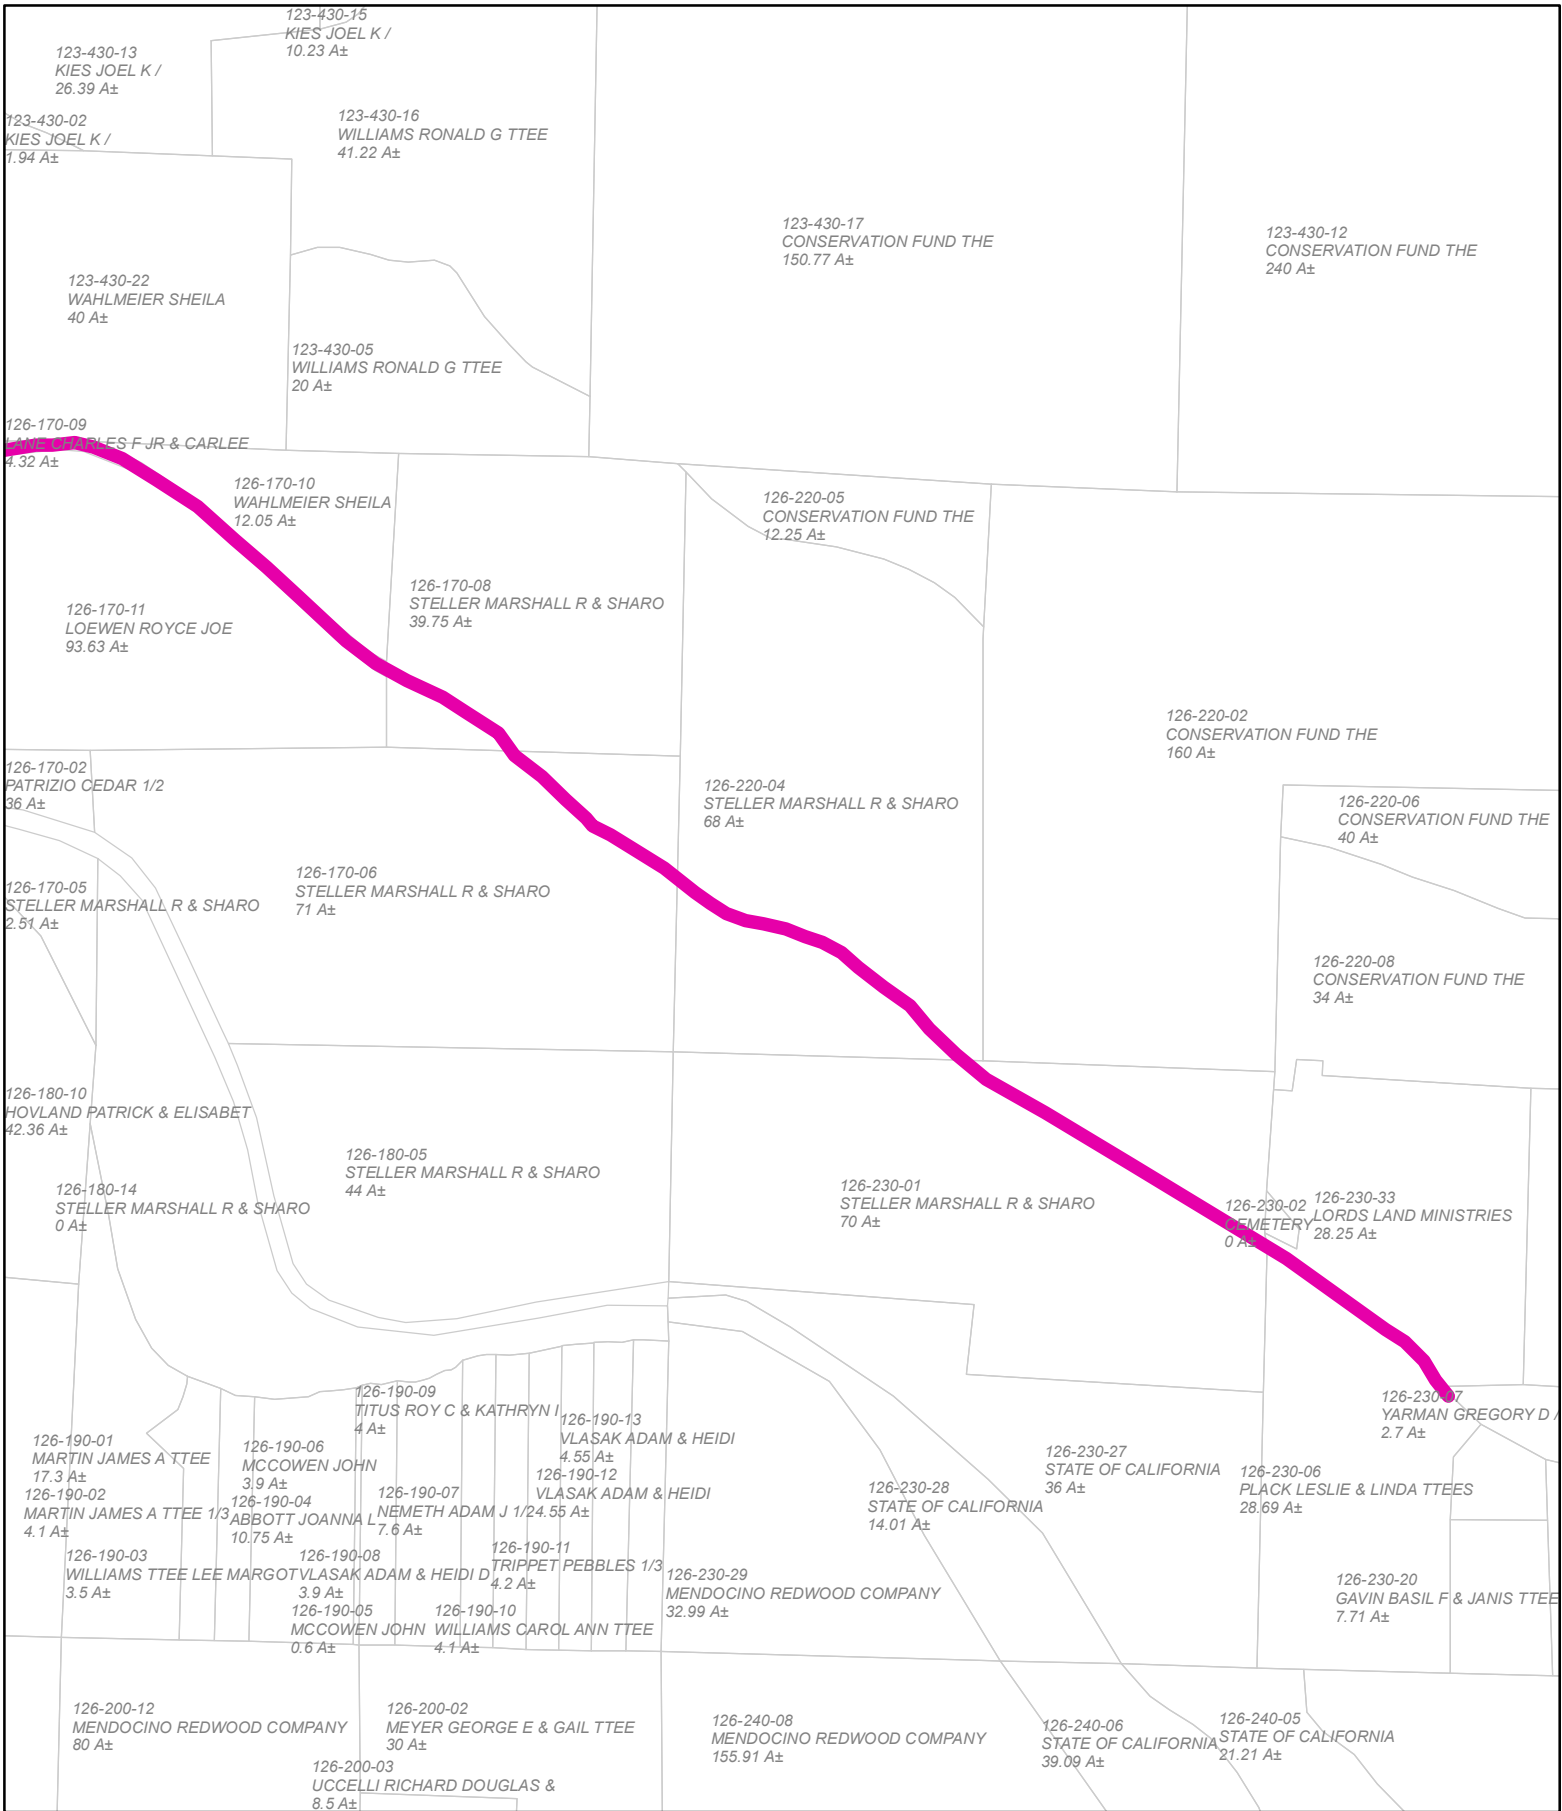 123-430-15
KIES JOEL K /
10.23 A±
123-430-13
KIES JOEL K /
26.39 A±
123-430-02
KIES JOEL K /
1.94 A±
123-430-16
WILLIAMS RONALD G TTEE
41.22 A±
123-430-17
CONSERVATION FUND THE
150.77 A±
123-430-12
CONSERVATION FUND THE
240 A±
123-430-22
WAHLMEIER SHEILA
40 A±
123-430-05
WILLIAMS RONALD G TTEE
20 A±
126-170-09
LANE CHARLES F JR & CARLEE
4.32 A±
126-170-10
WAHLMEIER SHEILA
12.05 A±
126-220-05
CONSERVATION FUND THE
12.25 A±
126-170-08
STELLER MARSHALL R & SHARO
39.75 A±
126-170-11
LOEWEN ROYCE JOE
93.63 A±
126-220-02
CONSERVATION FUND THE
160 A±
126-170-02
PATRIZIO CEDAR 1/2
36 A±
126-220-04
STELLER MARSHALL R & SHARO
68 A±
126-220-06
CONSERVATION FUND THE
40 A±
126-170-05
STELLER MARSHALL R & SHARO
2.51 A±
126-170-06
STELLER MARSHALL R & SHARO
71 A±
126-220-08
CONSERVATION FUND THE
34 A±
126-180-10
HOVLAND PATRICK & ELISABET
42.36 A±
126-180-05
STELLER MARSHALL R & SHARO
44 A±
126-180-14
STELLER MARSHALL R & SHARO
0 A±
126-230-01
STELLER MARSHALL R & SHARO
70 A±
126-230-02
CEMETERY
0 A±
126-230-33
LORDS LAND MINISTRIES
28.25 A±
126-190-09
TITUS ROY C & KATHRYN I
4 A±
126-230-07
YARMAN GREGORY D /
2.7 A±
126-190-13
VLASAK ADAM & HEIDI
4.55 A±
126-190-01
MARTIN JAMES A TTEE
17.3 A±
126-190-06
MCCOWEN JOHN
3.9 A±
126-190-12
VLASAK ADAM & HEIDI
4.55 A±
126-230-27
STATE OF CALIFORNIA
36 A±
126-230-06
PLACK LESLIE & LINDA TTEES
28.69 A±
126-190-02
MARTIN JAMES A TTEE 1/3
4.1 A±
126-190-04
ABBOTT JOANNA L
10.75 A±
126-190-07
NEMETH ADAM J 1/2
7.6 A±
126-230-28
STATE OF CALIFORNIA
14.01 A±
126-190-03
WILLIAMS TTEE LEE MARGOT
3.5 A±
126-190-08
VLASAK ADAM & HEIDI D
3.9 A±
126-190-11
TRIPPET PEBBLES 1/3
4.2 A±
126-230-29
MENDOCINO REDWOOD COMPANY
32.99 A±
126-230-20
GAVIN BASIL F & JANIS TTEE
7.71 A±
126-190-05
MCCOWEN JOHN
0.6 A±
126-190-10
WILLIAMS CAROL ANN TTEE
4.1 A±
126-200-12
MENDOCINO REDWOOD COMPANY
80 A±
126-200-02
MEYER GEORGE E & GAIL TTEE
30 A±
126-240-08
MENDOCINO REDWOOD COMPANY
155.91 A±
126-240-06
STATE OF CALIFORNIA
39.09 A±
126-240-05
STATE OF CALIFORNIA
21.21 A±
126-200-03
UCCELLI RICHARD DOUGLAS &
8.5 A±